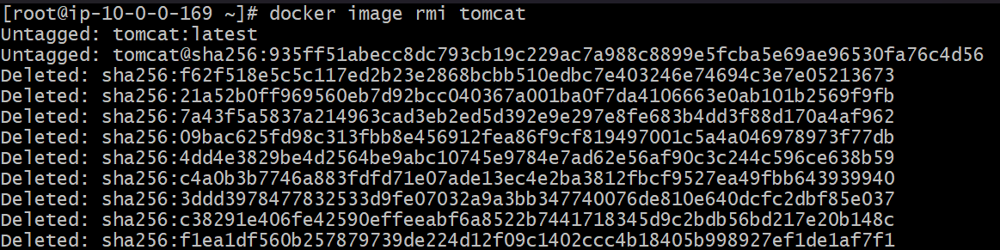 [root@ip-10-0-0-169 ~]# docker image rmi tomcat
Untagged: tomcat:latest
Untagged: tomcat@sha256:935ff51abecc8dc793cb19c229ac7a988c8899e5fcba5e69ae96530fa76c4d56
Deleted: sha256:f62f518e5c5c117ed2b23e2868bcbb510edbc7e403246e74694c3e7e05213673
Deleted: sha256:21a52b0ff969560eb7d92bcc040367a001ba0f7da4106663e0ab101b2569f9fb
Deleted: sha256:7a43f5a5837a214963cad3eb2ed5d392e9e297e8fe683b4dd3f88d170a4af962
Deleted: sha256:09bac625fd98c313fbb8e456912fea86f9cf819497001c5a4a046978973f77db
Deleted: sha256:4dd4e3829be4d2564be9abc10745e9784e7ad62e56af90c3c244c596ce638b59
Deleted: sha256:c4a0b3b7746a883fdfd71e07ade13ec4e2ba3812fbcf9527ea49fbb643939940
Deleted: sha256:3ddd3978477832533d9fe07032a9a3bb347740076de810e640dcfc2dbf85e037
Deleted: sha256:c38291e406fe42590effeeabf6a8522b7441718345d9c2bdb56bd217e20b148c
Deleted: sha256:f1ea1df560b257879739de224d12f09c1402ccc4b18405b998927ef1de1af7f1